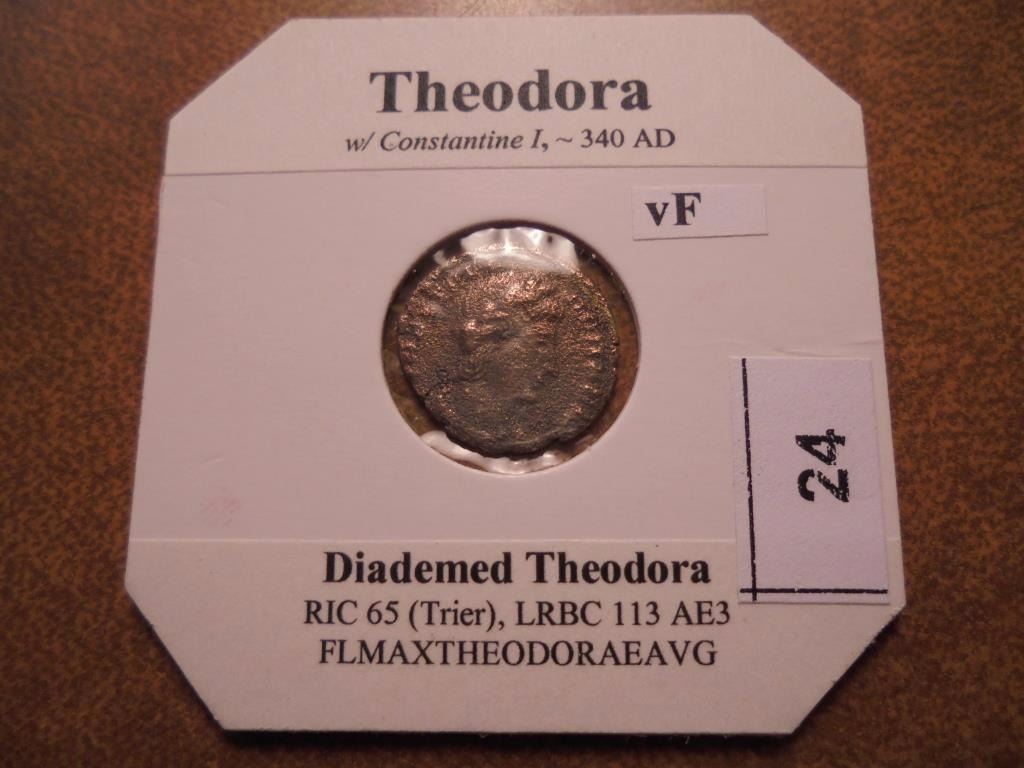 Theodora
w/ Constantine I, ~ 340 AD
vF
24
Diademed Theodora
RIC 65 (Trier), LRBC 113 AE3
FLMAXTHEODORAEAVG